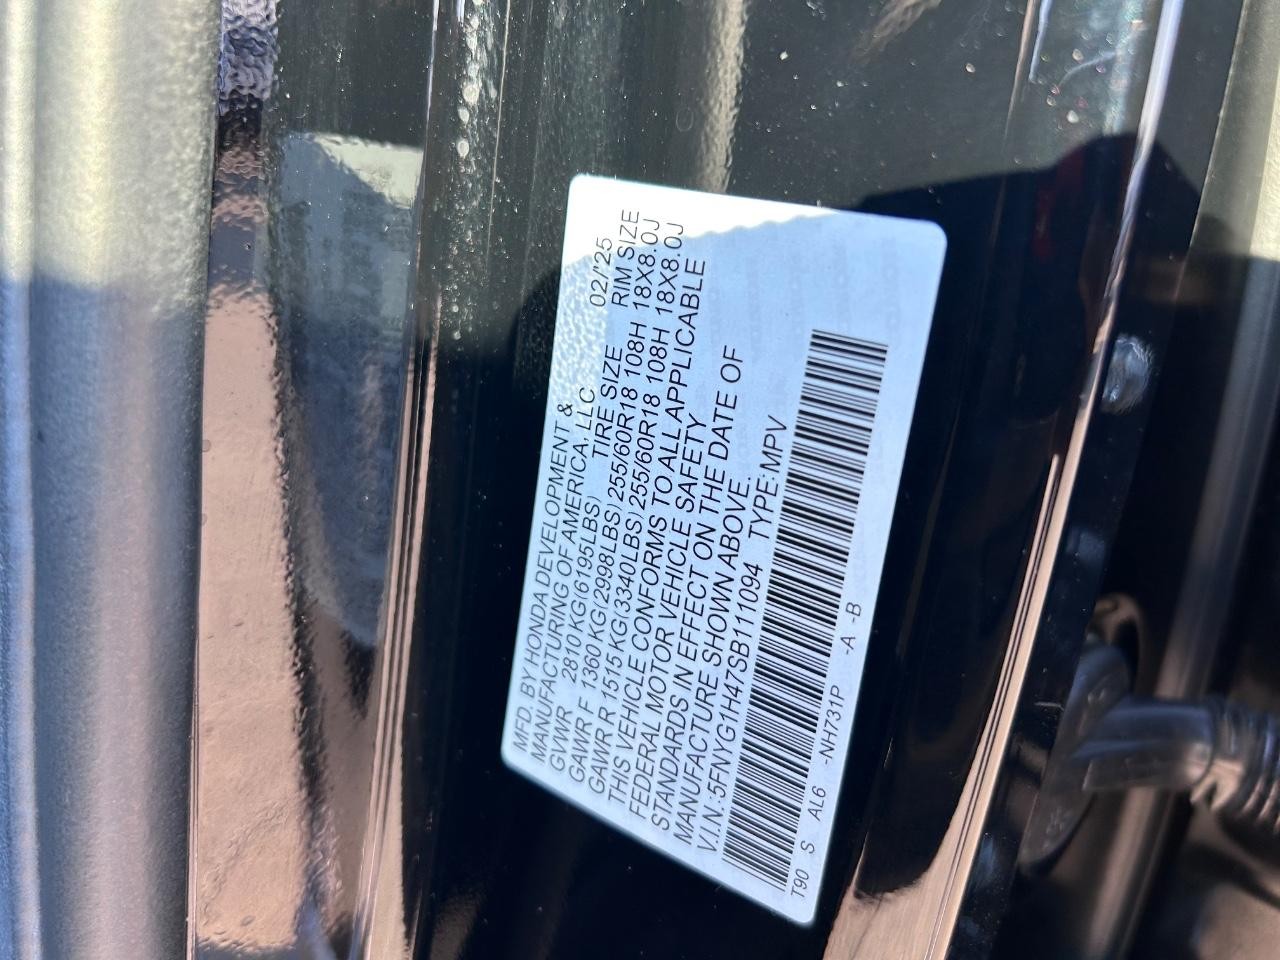 MFD. BY HONDA DEVELOPMENT &
MANUFACTURING OF AMERICA, LLC 02/'25
GVWR 2810 KG(6195LBS) TIRE SIZE RIM SIZE
GAWR F 1360 KG(2998LBS) 255/60R18 108H 18X8.0J
GAWR R 1515 KG(3340LBS) 255/60R18 108H 18X8.0J
THIS VEHICLE CONFORMS TO ALL APPLICABLE
FEDERAL MOTOR VEHICLE SAFETY
STANDARDS IN EFFECT ON THE DATE OF
MANUFACTURE SHOWN ABOVE.
V.I.N.:5FNYG1H47SB111094 TYPE:MPV
T90 S AL6 -NH731P -A -B